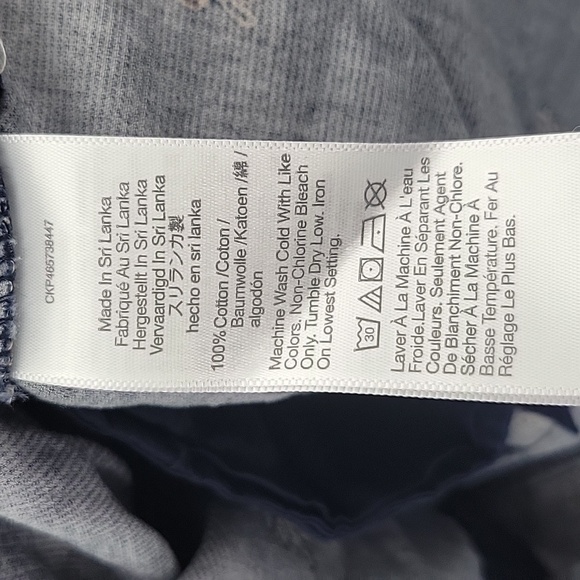 CKP466738447
Made In Sri Lanka
Fabriqué Au Sri Lanka
Hergestellt In Sri Lanka
Vervaardigd In Sri Lanka
スリランカ製
hecho en sri lanka
100% Cotton /Coton /
Baumwolle /Katoen /綿 /
algodón
Machine Wash Cold With Like
Colors. Non-Chlorine Bleach
Only. Tumble Dry Low. Iron
On Lowest Setting.
30
Laver À La Machine À L'eau
Froide.Laver En Separant Les
Couleurs. Seulement Agent
De Blanchiment Non-Chlore.
Sécher À La Machine À
Basse Température. Fer Au
Réglage Le Plus Bas.